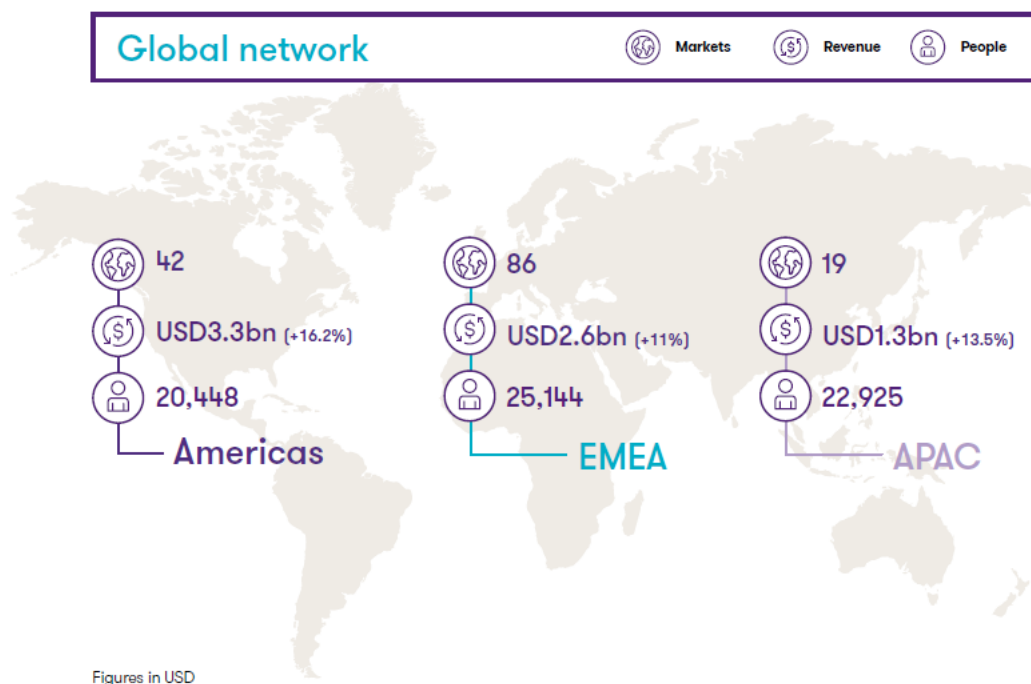 Global network
Markets
Revenue
People
42
USD3.3bn (+16.2%)
20,448
Americas
86
USD2.6bn (+11%)
25,144
EMEA
19
USD1.3bn (+13.5%)
22,925
APAC
Figures in USD